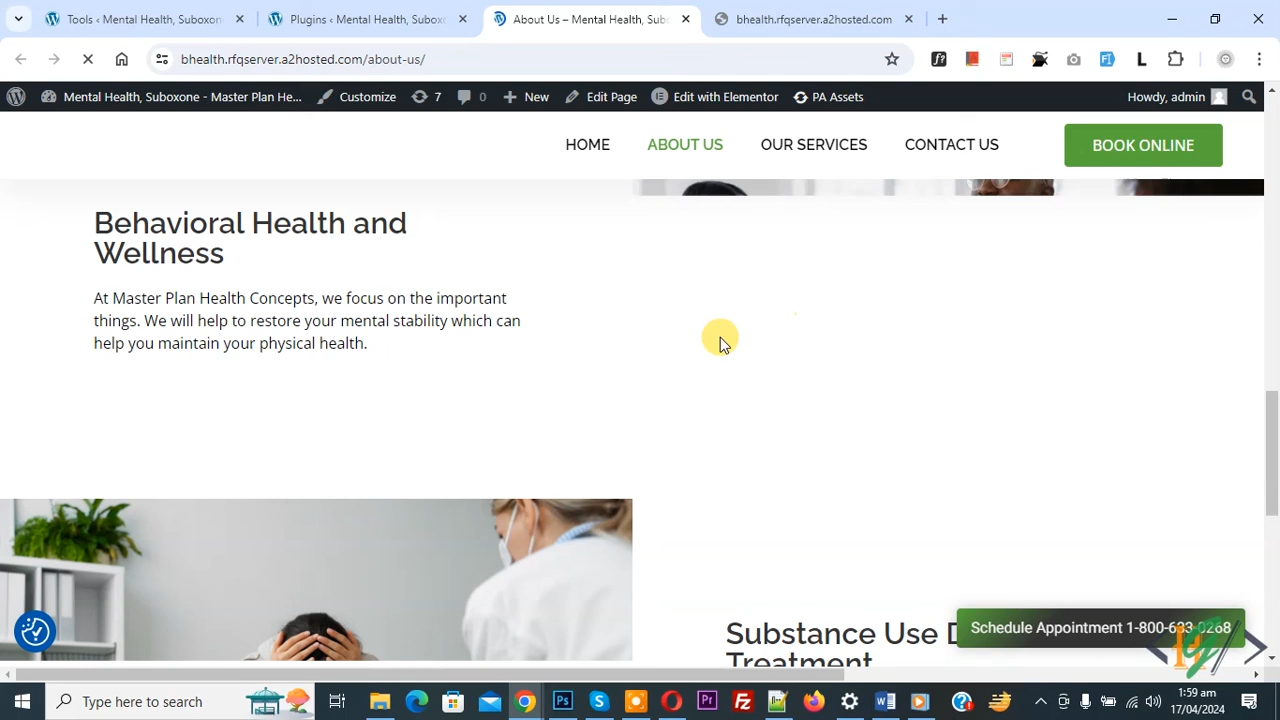 Tools ‹ Mental Health, Suboxon
Plugins ‹ Mental Health, Subox
About Us – Mental Health, Subo
bhealth.rfqserver.a2hosted.com
bhealth.rfqserver.a2hosted.com/about-us/
Mental Health, Suboxone - Master Plan He...
Customize
7
0
New
Edit Page
Edit with Elementor
PA Assets
Howdy, admin
HOME
ABOUT US
OUR SERVICES
CONTACT US
BOOK ONLINE
Behavioral Health and
Wellness
At Master Plan Health Concepts, we focus on the important
things. We will help to restore your mental stability which can
help you maintain your physical health.
Substance Use D
Treatment
Schedule Appointment 1-800-603-0268
Type here to search
1:59 am
17/04/2024